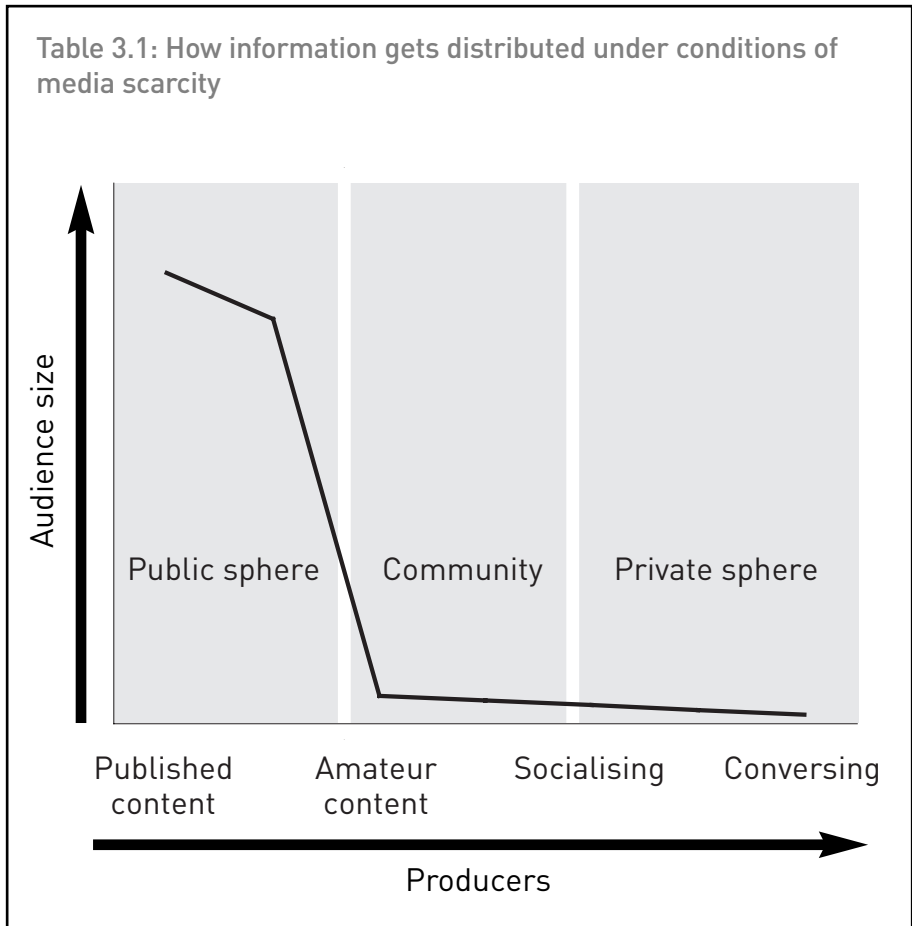 Table 3.1: How information gets distributed under conditions of
media scarcity
Audience size
Public sphere
Community
Private sphere
Published
content
Amateur
content
Socialising
Conversing
Producers